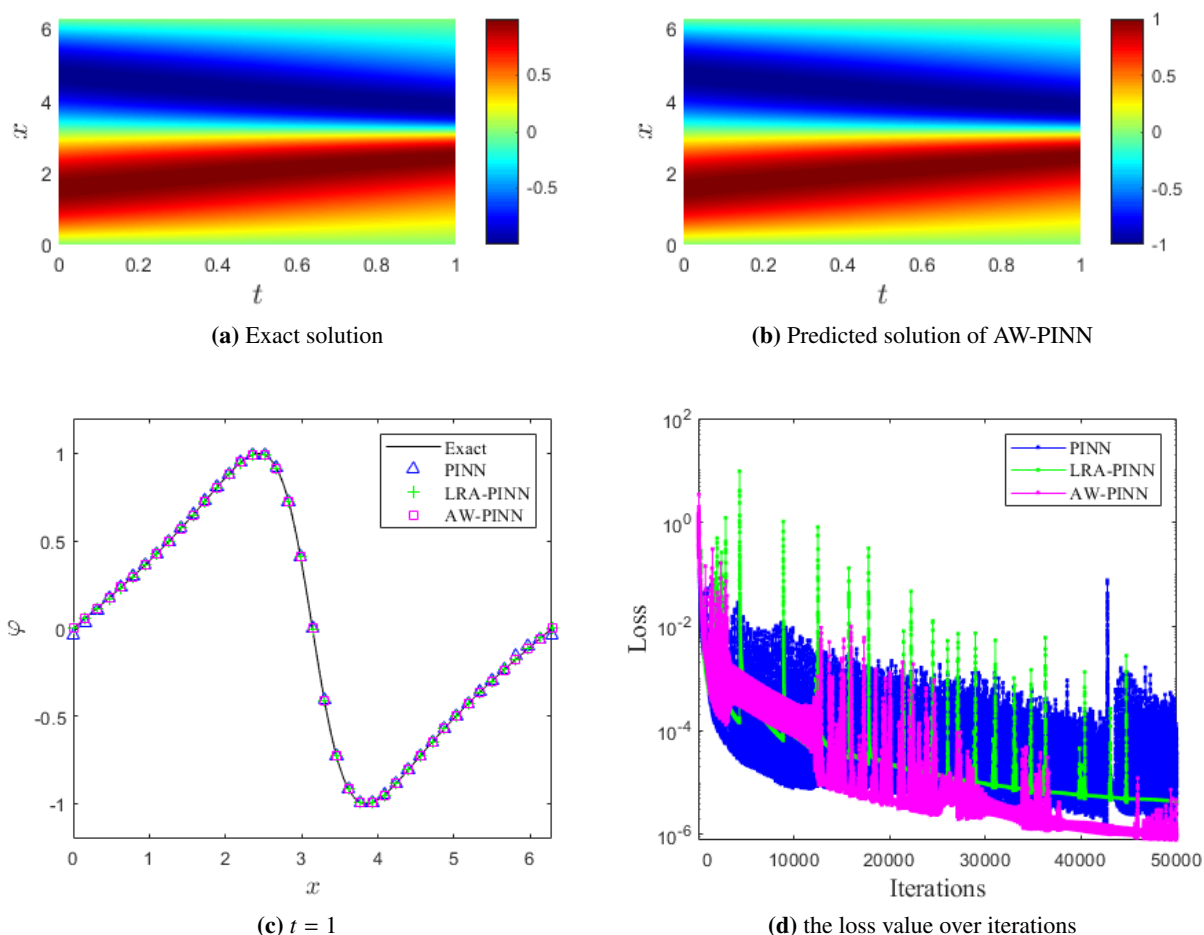 6
4
2
0
x
0 0.2 0.4 0.6 0.8 1
t
0.5
0
-0.5
(a) Exact solution
6
4
2
0
x
0 0.2 0.4 0.6 0.8 1
t
1
0.5
0
-0.5
-1
(b) Predicted solution of AW-PINN
1
0.5
0
-0.5
-1
φ
0 1 2 3 4 5 6
x
Exact
PINN
LRA-PINN
AW-PINN
(c) t = 1
10^2
10^0
10^-2
10^-4
10^-6
Loss
0 10000 20000 30000 40000 50000
Iterations
PINN
LRA-PINN
AW-PINN
(d) the loss value over iterations